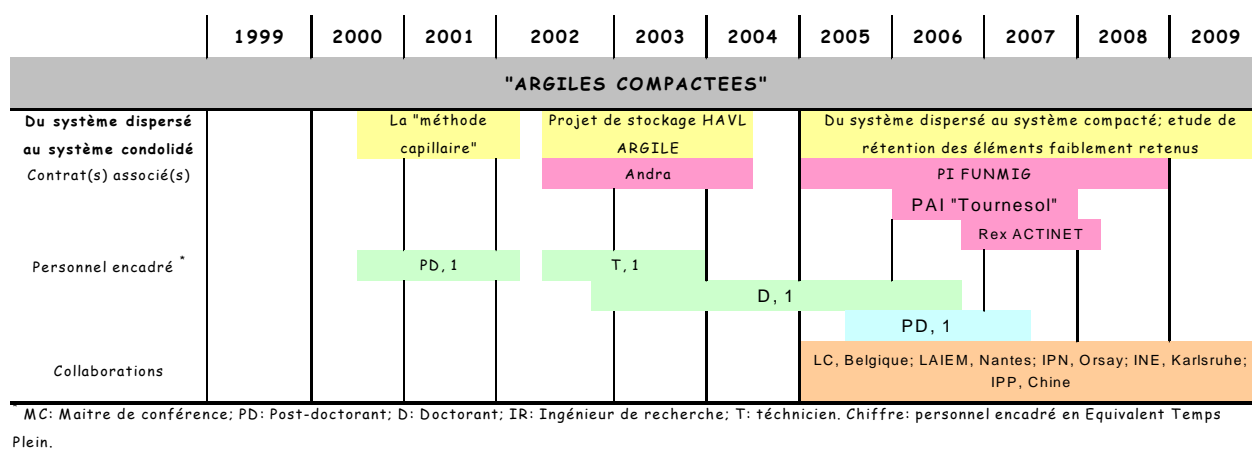 1999 2000 2001 2002 2003 2004 2005 2006 2007 2008 2009
"ARGILES COMPACTEES"
Du système dispersé
au système condolidé
La "méthode
capillaire"
Projet de stockage HAVL
ARGILE
Du système dispersé au système compacté; etude de
rétention des éléments faiblement retenus
Contrat(s) associé(s)
Andra
PI FUNMIG
PAI "Tournesol"
Rex ACTINET
Personnel encadré *
PD, 1
T, 1
D, 1
PD, 1
Collaborations
LC, Belgique; LAIEM, Nantes; IPN, Orsay; INE, Karlsruhe;
IPP, Chine
* MC: Maitre de conférence; PD: Post-doctorant; D: Doctorant; IR: Ingénieur de recherche; T: téchnicien. Chiffre: personnel encadré en Equivalent Temps
Plein.